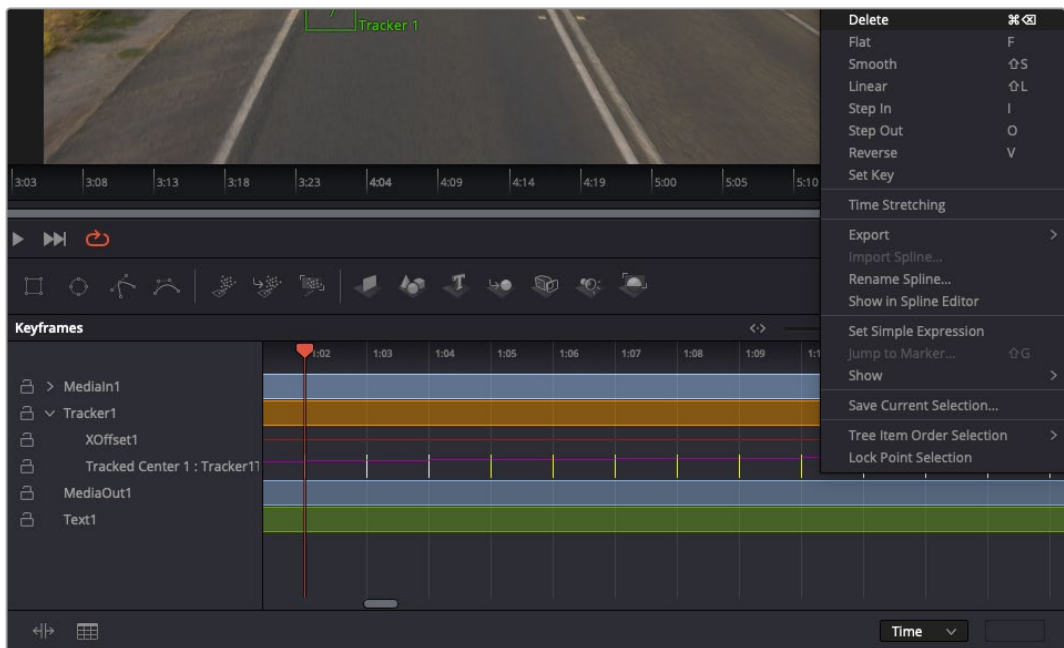 Tracker 1
Delete ⌘⌫
Flat F
Smooth ⇧S
Linear ⇧L
Step In I
Step Out O
Reverse V
Set Key
Time Stretching
Export >
Import Spline...
Rename Spline...
Show in Spline Editor
Set Simple Expression
Jump to Marker... ⇧G
Show >
Save Current Selection...
Tree Item Order Selection >
Lock Point Selection
3:03 3:08 3:13 3:18 3:23 4:04 4:09 4:14 4:19 5:00 5:05 5:10
Keyframes
1:02 1:03 1:04 1:05 1:06 1:07 1:08 1:09
MediaIn1
Tracker1
XOffset1
Tracked Center 1 : Tracker1
MediaOut1
Text1
Time